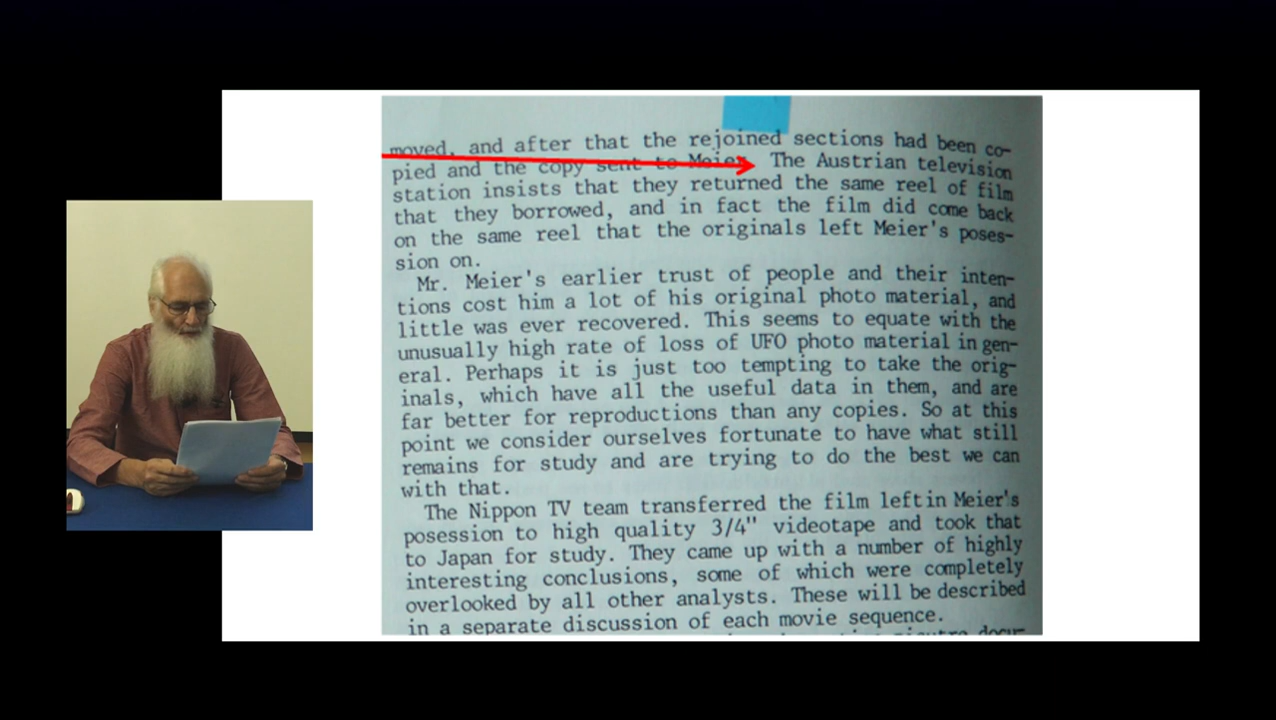 moved, and after that the rejoined sections had been co-
pied and the copy sent to Meier. The Austrian television
station insists that they returned the same reel of film
that they borrowed, and in fact the film did come back
on the same reel that the originals left Meier's poses-
sion on.
Mr. Meier's earlier trust of people and their inten-
tions cost him a lot of his original photo material, and
little was ever recovered. This seems to equate with the
unusually high rate of loss of UFO photo material in gen-
eral. Perhaps it is just too tempting to take the orig-
inals, which have all the useful data in them, and are
far better for reproductions than any copies. So at this
point we consider ourselves fortunate to have what still
remains for study and are trying to do the best we can
with that.
The Nippon TV team transferred the film left in Meier's
posession to high quality 3/4" videotape and took that
to Japan for study. They came up with a number of highly
interesting conclusions, some of which were completely
overlooked by all other analysts. These will be described
in a separate discussion of each movie sequence.